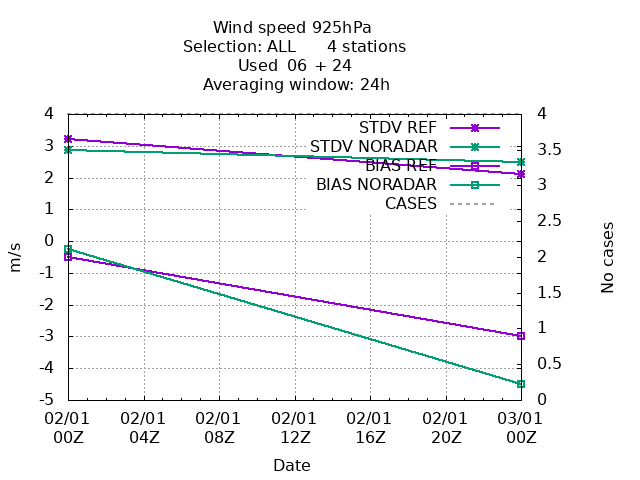 Wind speed 925hPa
Selection: ALL 4 stations
Used 06 + 24
Averaging window: 24h
4
3
2
1
0
-1
-2
-3
-4
-5
m/s
4
3.5
3
2.5
2
1.5
1
0.5
0
No cases
STDV REF
STDV NORADAR
BIAS REF
BIAS NORADAR
CASES
02/01 02/01 02/01 02/01 02/01 02/01 03/01
00Z 04Z 08Z 12Z 16Z 20Z 00Z
Date